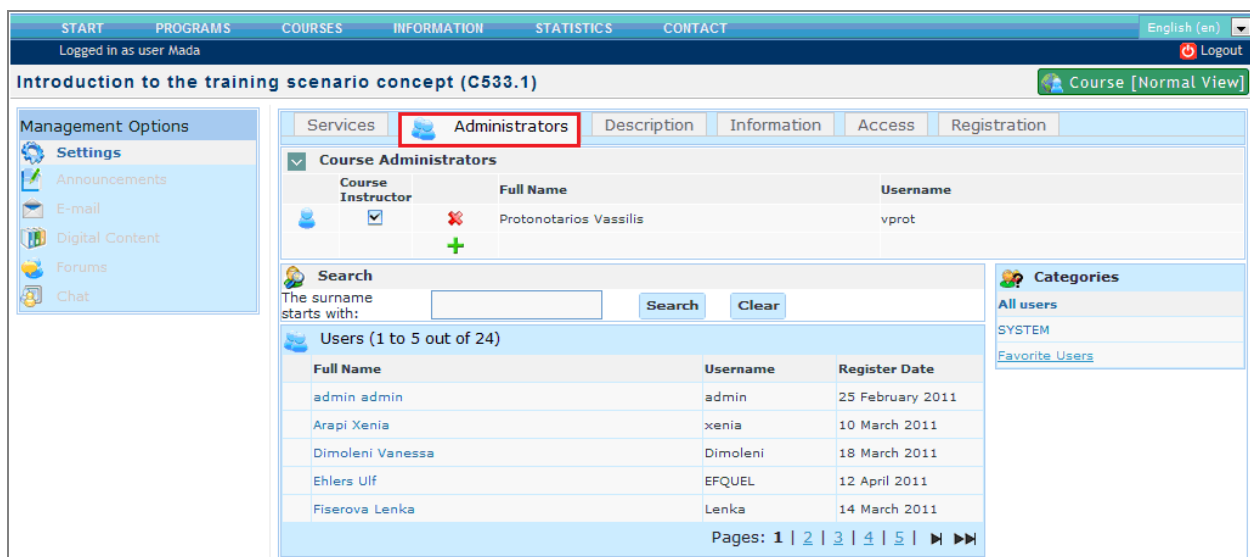 START PROGRAMS COURSES INFORMATION STATISTICS CONTACT English (en)
Logged in as user Mada Logout
Introduction to the training scenario concept (C533.1) Course [Normal View]
Management Options
Settings
Announcements
E-mail
Digital Content
Forums
Chat
Services Administrators Description Information Access Registration
Course Administrators
Course Instructor Full Name Username
Protonotarios Vassilis vprot
Search
The surname
starts with: Search Clear
Users (1 to 5 out of 24)
Full Name Username Register Date
admin admin admin 25 February 2011
Arapi Xenia xenia 10 March 2011
Dimoleni Vanessa Dimoleni 18 March 2011
Ehlers Ulf EFQUEL 12 April 2011
Fiserova Lenka Lenka 14 March 2011
Pages: 1 | 2 | 3 | 4 | 5 |
Categories
All users
SYSTEM
Favorite Users